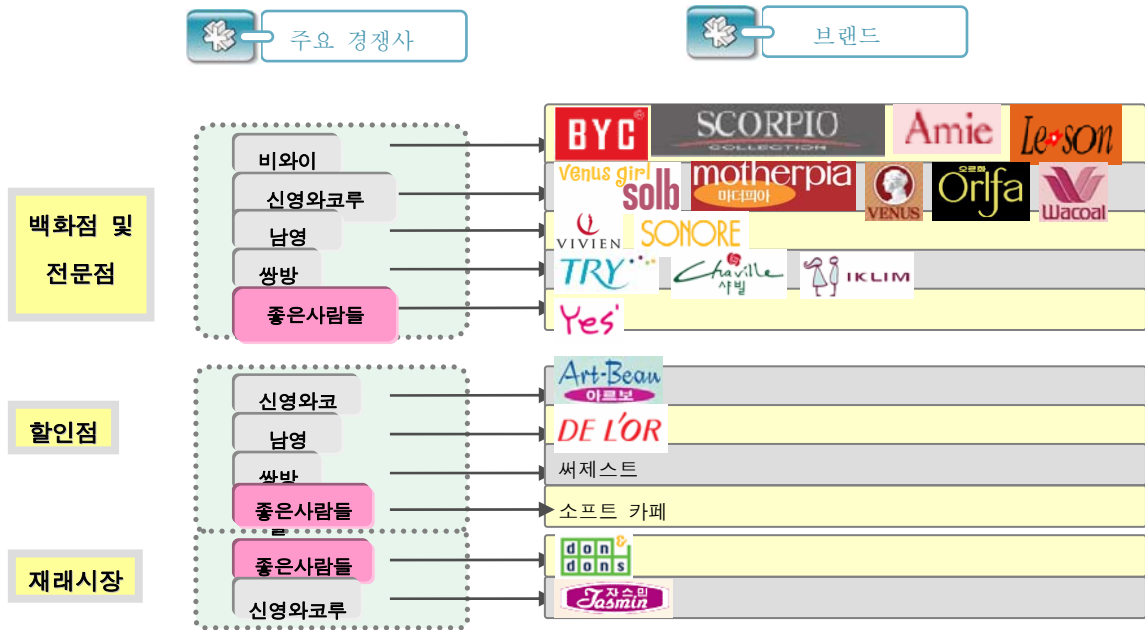 주요 경쟁사
브랜드
백화점 및
전문점
비와이
BYC
SCORPIO
COLLECTION
Amie
Le son
신영와코루
venus girl
solb
motherpia
마더피아
VENUS
오르화
Orlfa
Wacoal
남영
VIVIEN
SONORE
쌍방
TRY
Chaville
샤빌
IKLIM
좋은사람들
Yes'
할인점
신영와코
Art-Beau
아르보
남영
DE L'OR
쌍방
써제스트
좋은사람들
소프트 카페
재래시장
좋은사람들
don&
dons
신영와코루
자스민
Jasmin